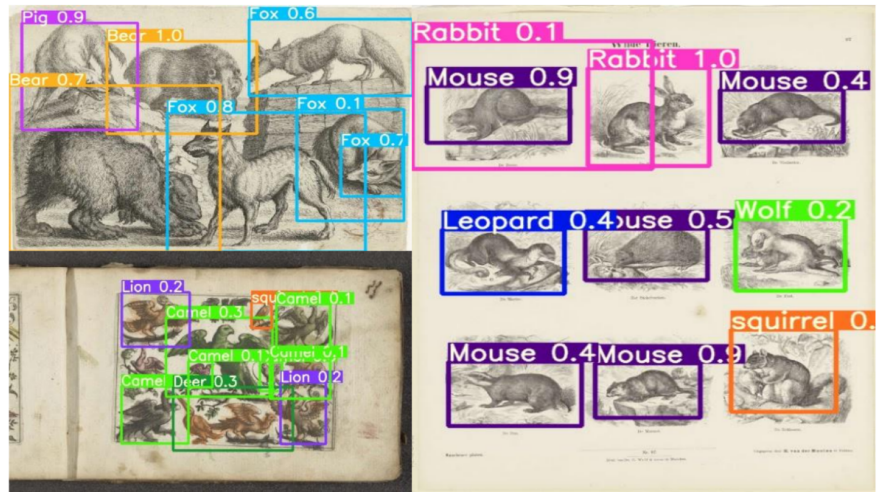 Pig 0.9
Bear 1.0
Fox 0.6
Bear 0.7
Fox 0.8
Fox 0.1
Fox 0.7
Rabbit 0.1
Rabbit 1.0
Mouse 0.9
Mouse 0.4
Leopard 0.4
ouse 0.5
Wolf 0.2
Mouse 0.4
Mouse 0.9
squirrel 0.
Lion 0.2
squ
Camel 0.1
Camel 0.3
Camel 0.1
Camel 0.1
Camel
Deer 0.3
Lion 0.2